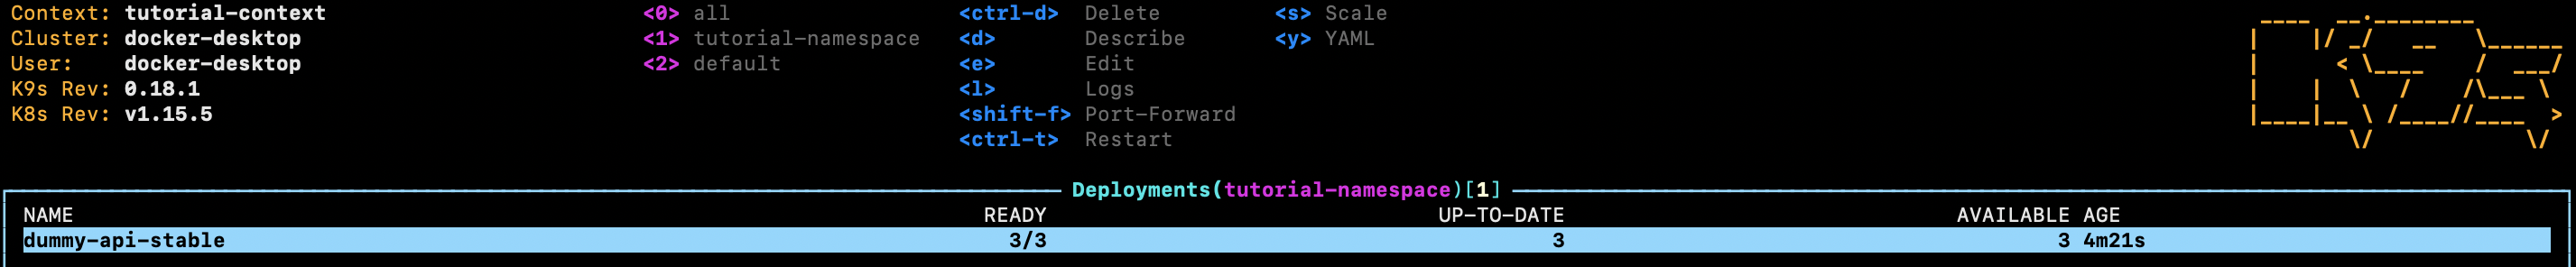 Context: tutorial-context <0> all <ctrl-d> Delete <s> Scale
Cluster: docker-desktop <1> tutorial-namespace <d> Describe <y> YAML
User: docker-desktop <2> default <e> Edit
K9s Rev: 0.18.1 <l> Logs
K8s Rev: v1.15.5 <shift-f> Port-Forward
<ctrl-t> Restart
Deployments(tutorial-namespace)[1]
NAME READY UP-TO-DATE AVAILABLE AGE
dummy-api-stable 3/3 3 3 4m21s